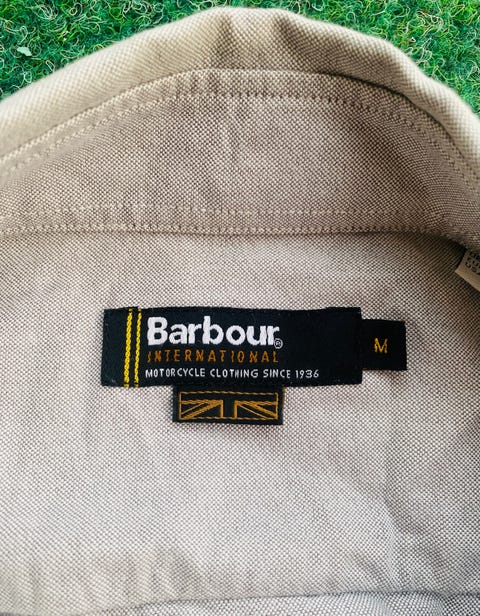 Barbour®
INTERNATIONAL
MOTORCYCLE CLOTHING SINCE 1936
M